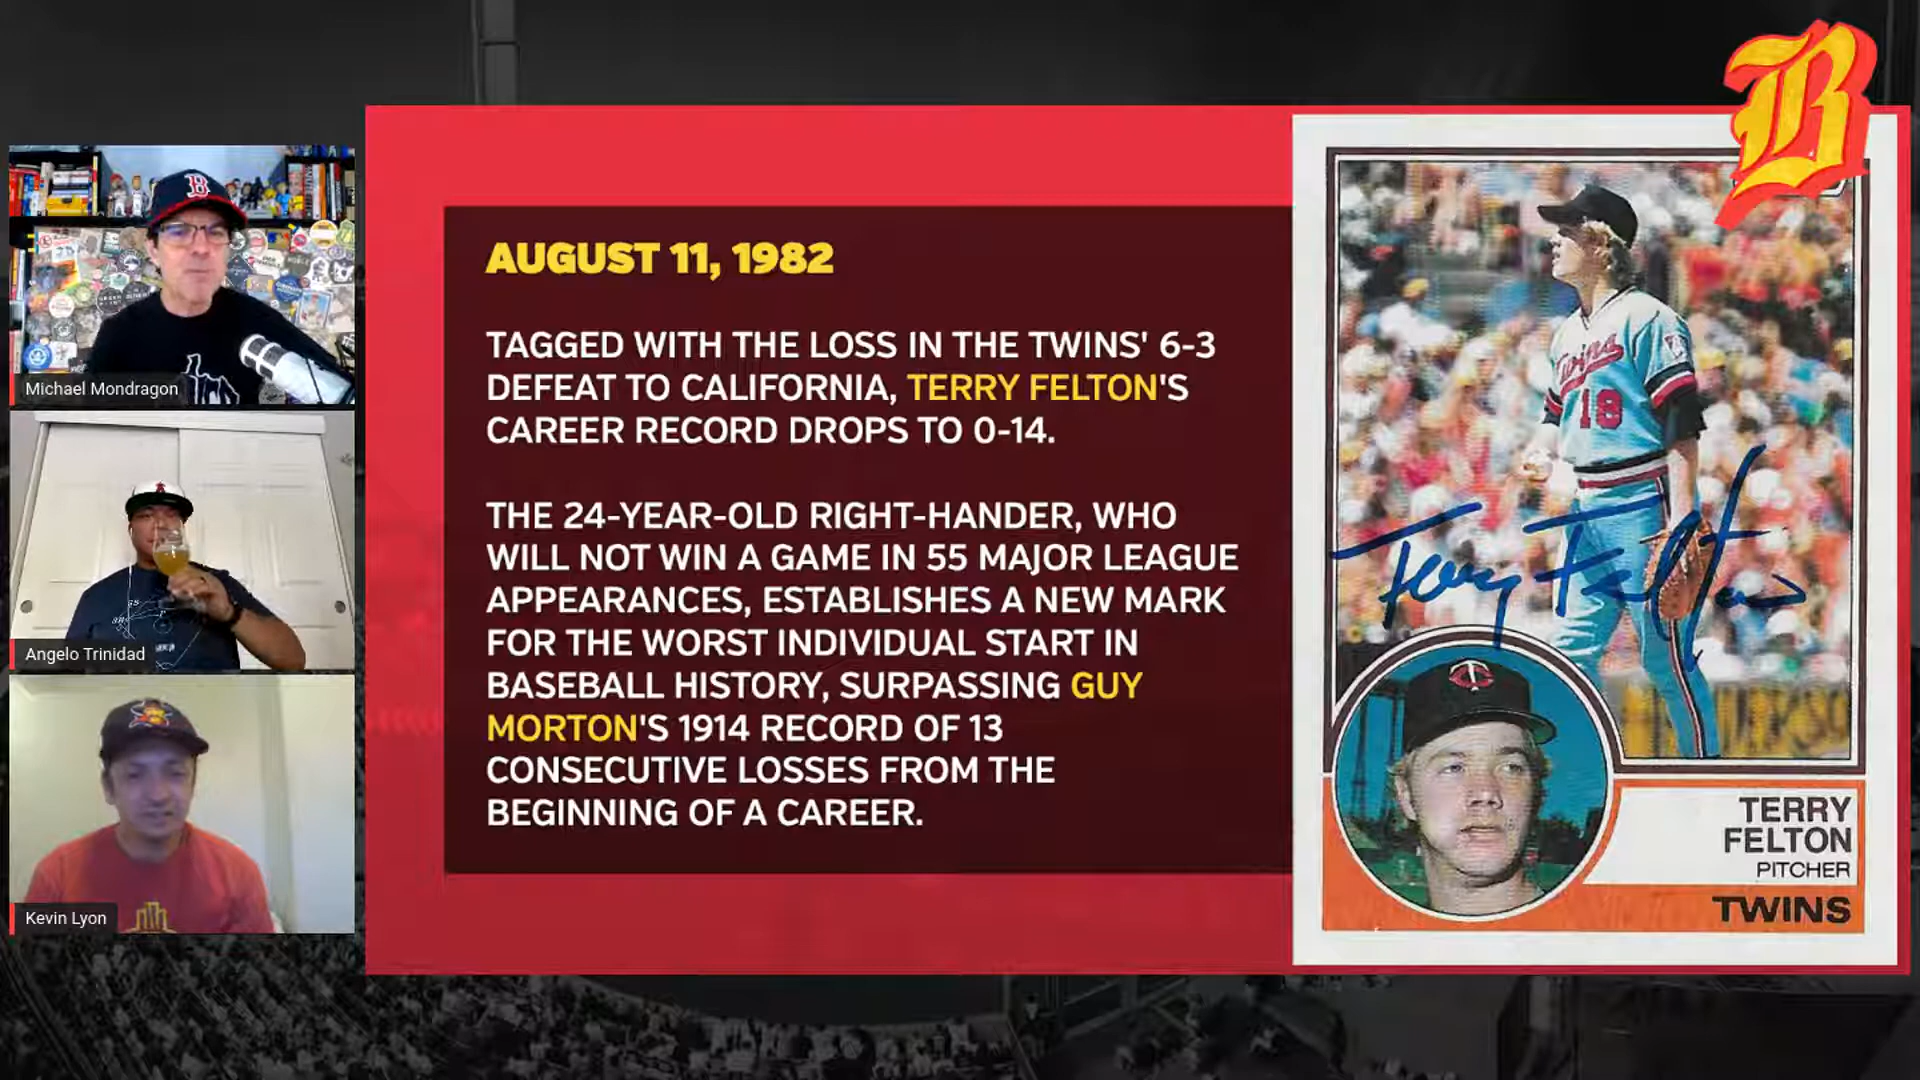 B
B
Michael Mondragon
Angelo Trinidad
Kevin Lyon
AUGUST 11, 1982
TAGGED WITH THE LOSS IN THE TWINS' 6-3
DEFEAT TO CALIFORNIA, TERRY FELTON'S
CAREER RECORD DROPS TO 0-14.
THE 24-YEAR-OLD RIGHT-HANDER, WHO
WILL NOT WIN A GAME IN 55 MAJOR LEAGUE
APPEARANCES, ESTABLISHES A NEW MARK
FOR THE WORST INDIVIDUAL START IN
BASEBALL HISTORY, SURPASSING GUY
MORTON'S 1914 RECORD OF 13
CONSECUTIVE LOSSES FROM THE
BEGINNING OF A CAREER.
Twins
18
Terry Felton
TC
TERRY
FELTON
PITCHER
TWINS